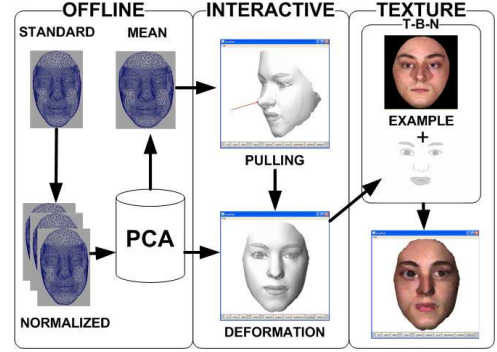 OFFLINE
INTERACTIVE
TEXTURE
STANDARD
MEAN
T-B-N
EXAMPLE
+
PULLING
PCA
NORMALIZED
DEFORMATION